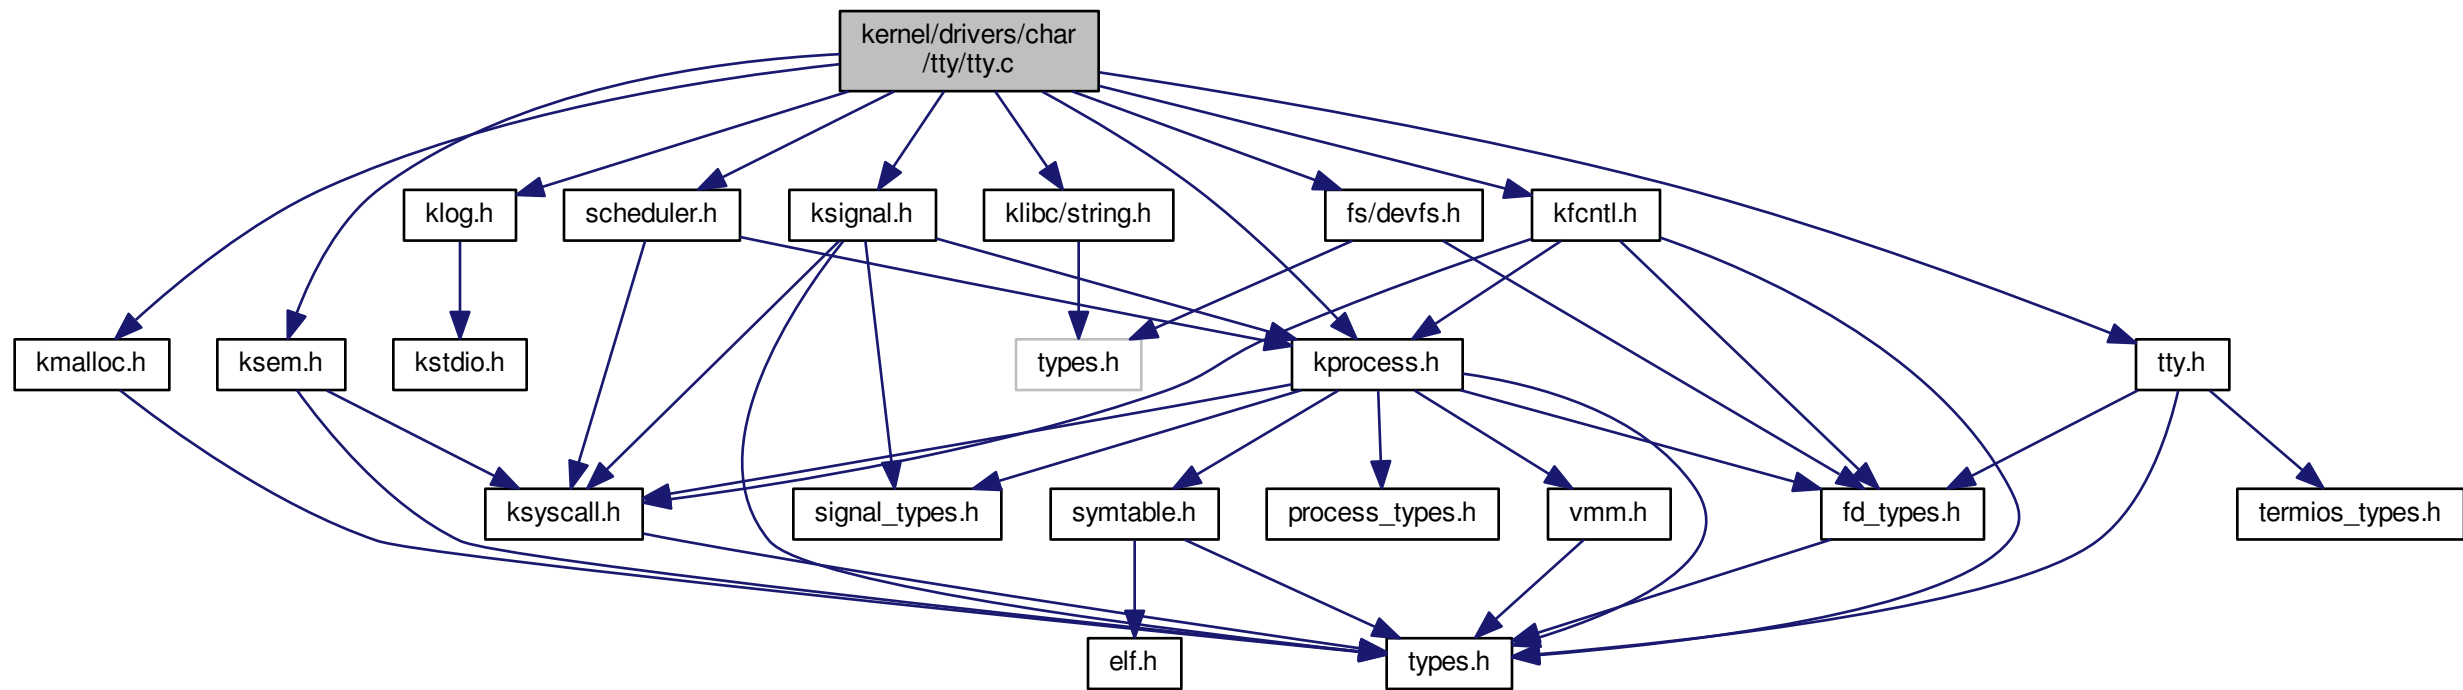 kernel/drivers/char
/tty/tty.c
klog.h
scheduler.h
ksignal.h
klibc/string.h
fs/devfs.h
kfcntl.h
kmalloc.h
ksem.h
kstdio.h
types.h
kprocess.h
tty.h
ksyscall.h
signal_types.h
symtable.h
process_types.h
vmm.h
fd_types.h
termios_types.h
elf.h
types.h